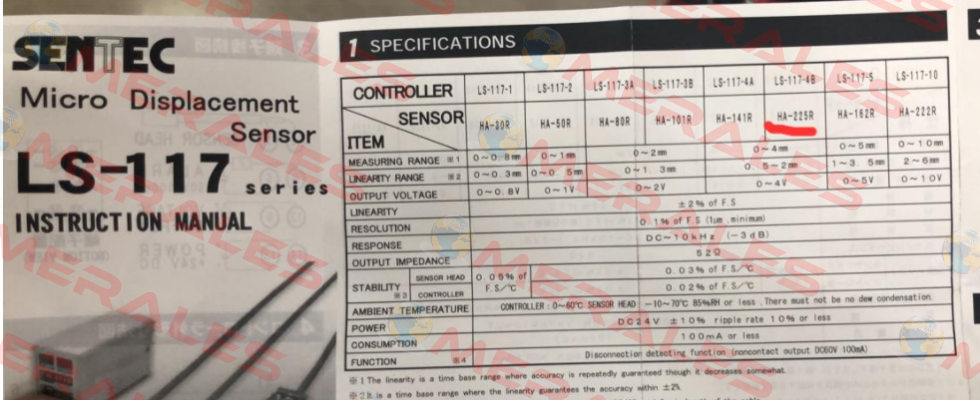 SENTEC
Micro Displacement
Sensor
LS-117 series
INSTRUCTION MANUAL
1 SPECIFICATIONS
CONTROLLER LS-117-1 LS-117-2 LS-117-3A LS-117-3B LS-117-4A LS-117-4B LS-117-5 LS-117-10
SENSOR
ITEM
HA-30R HA-50R HA-80R HA-101R HA-141R HA-225R HA-162R HA-222R
MEASURING RANGE ※1 0~0.8mm 0~1mm 0~2mm 0~4mm 0~5mm 0~10mm
LINEARITY RANGE ※2 0~0.3mm 0~0.5mm 0~1.3mm 0.5~2mm 1~3.5mm 2~6mm
OUTPUT VOLTAGE 0~0.8V 0~1V 0~2V 0~4V 0~5V 0~10V
LINEARITY ±2% of F.S
RESOLUTION 0.1% of F.S (1μm, minimum)
RESPONSE DC~10kHz (-3dB)
OUTPUT IMPEDANCE 52Ω
STABILITY ※3
SENSOR HEAD 0.05% of F.S/℃ 0.03% of F.S/℃
CONTROLLER 0.02% of F.S/℃
AMBIENT TEMPERATURE CONTROLLER:0~60℃ SENSOR HEAD -10~70℃ 85%RH or less. There must not be no dew condensation.
POWER DC24V ±10% ripple rate 10% or less
CONSUMPTION 100mA or less
FUNCTION ※4 Disconnection detecting function (noncontact output DC60V 100mA)
※1 The linearity is a time base range where accuracy is repeatedly guaranteed though it decreases somewhat.
※2 It is a time base range where the linearity guarantees the accuracy within ±2%.
MERALES